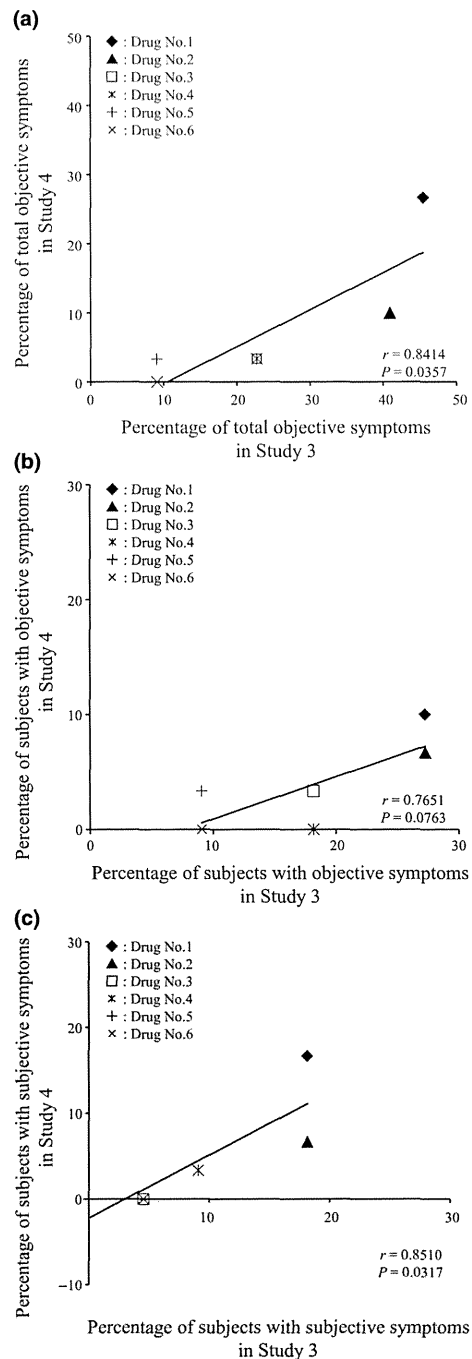 (a)
50
40
30
20
10
0
◆ : Drug No.1
▲ : Drug No.2
□ : Drug No.3
✳ : Drug No.4
+ : Drug No.5
× : Drug No.6
Percentage of total objective symptoms
in Study 4
r = 0.8414
P = 0.0357
0 10 20 30 40 50
Percentage of total objective symptoms
in Study 3
(b)
30
20
10
0
◆ : Drug No.1
▲ : Drug No.2
□ : Drug No.3
✳ : Drug No.4
+ : Drug No.5
× : Drug No.6
Percentage of subjects with objective symptoms
in Study 4
r = 0.7651
P = 0.0763
0 10 20 30
Percentage of subjects with objective symptoms
in Study 3
(c)
30
20
10
0
−10
◆ : Drug No.1
▲ : Drug No.2
□ : Drug No.3
✳ : Drug No.4
+ : Drug No.5
× : Drug No.6
Percentage of subjects with subjective symptoms
in Study 4
10 20 30
r = 0.8510
P = 0.0317
Percentage of subjects with subjective symptoms
in Study 3